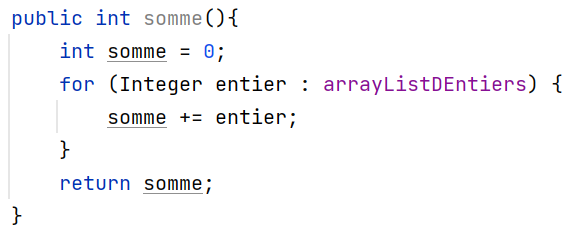 public int somme(){
    int somme = 0;
    for (Integer entier : arrayListDEntiers) {
        somme += entier;
    }
    return somme;
}